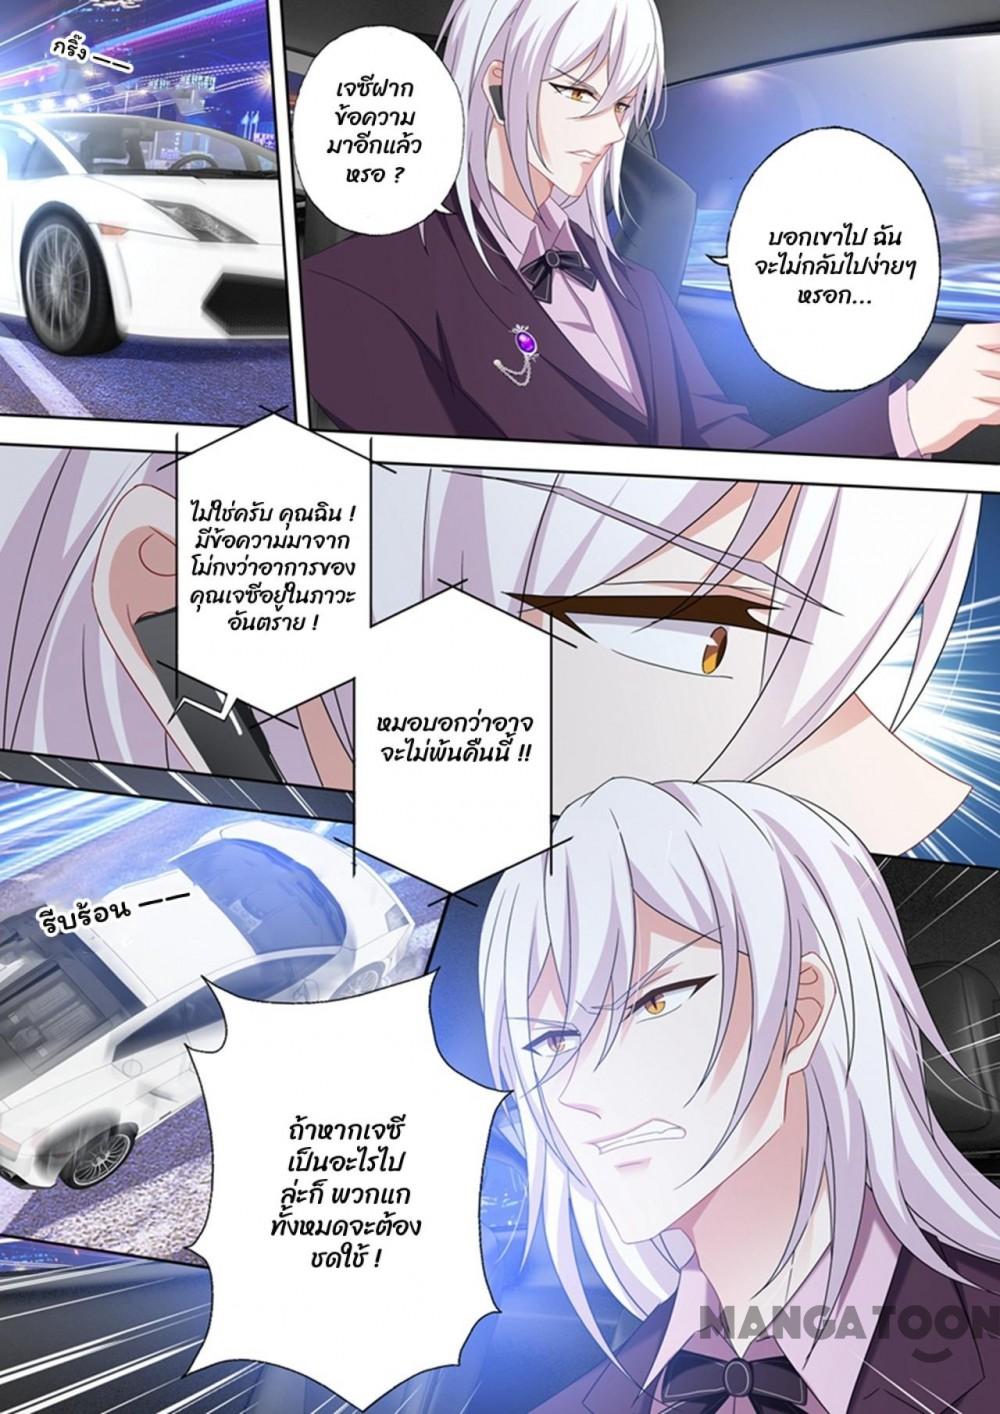 กริ๊ง ——
เจซีฝาก
ข้อความ
มาอีกแล้ว
หรอ ?
บอกเขาไป ฉัน
จะไม่กลับไปง่ายๆ
หรอก...
ไม่ใช่ครับ คุณฉิน !
มีข้อความมาจาก
โม่กงว่าอาการของ
คุณเจซีอยู่ในภาวะ
อันตราย !
หมอบอกว่าอาจ
จะไม่พ้นคืนนี้ !!
รีบร้อน ——
ถ้าหากเจซี
เป็นอะไรไป
ล่ะก็ พวกแก
ทั้งหมดจะต้อง
ชดใช้ !
MANGATOON